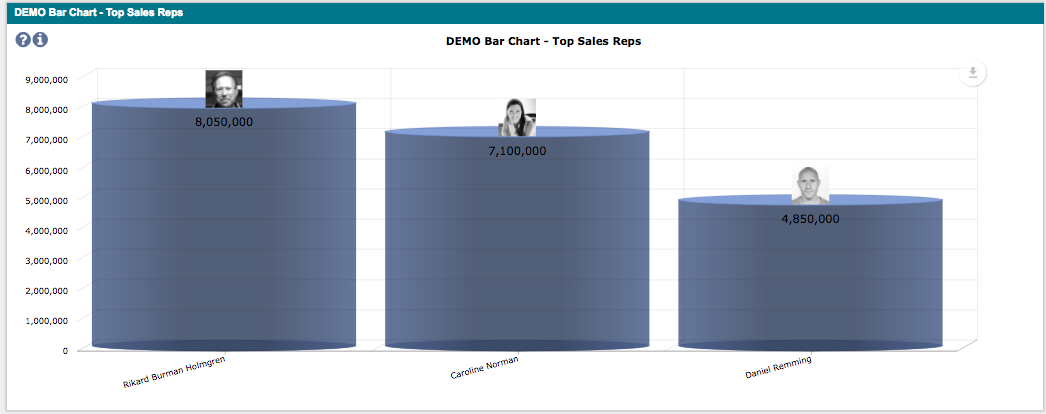 DEMO Bar Chart - Top Sales Reps
DEMO Bar Chart - Top Sales Reps
9,000,000
8,000,000
7,000,000
6,000,000
5,000,000
4,000,000
3,000,000
2,000,000
1,000,000
0
8,050,000
7,100,000
4,850,000
Rikard Burman Holmgren
Caroline Norman
Daniel Remming